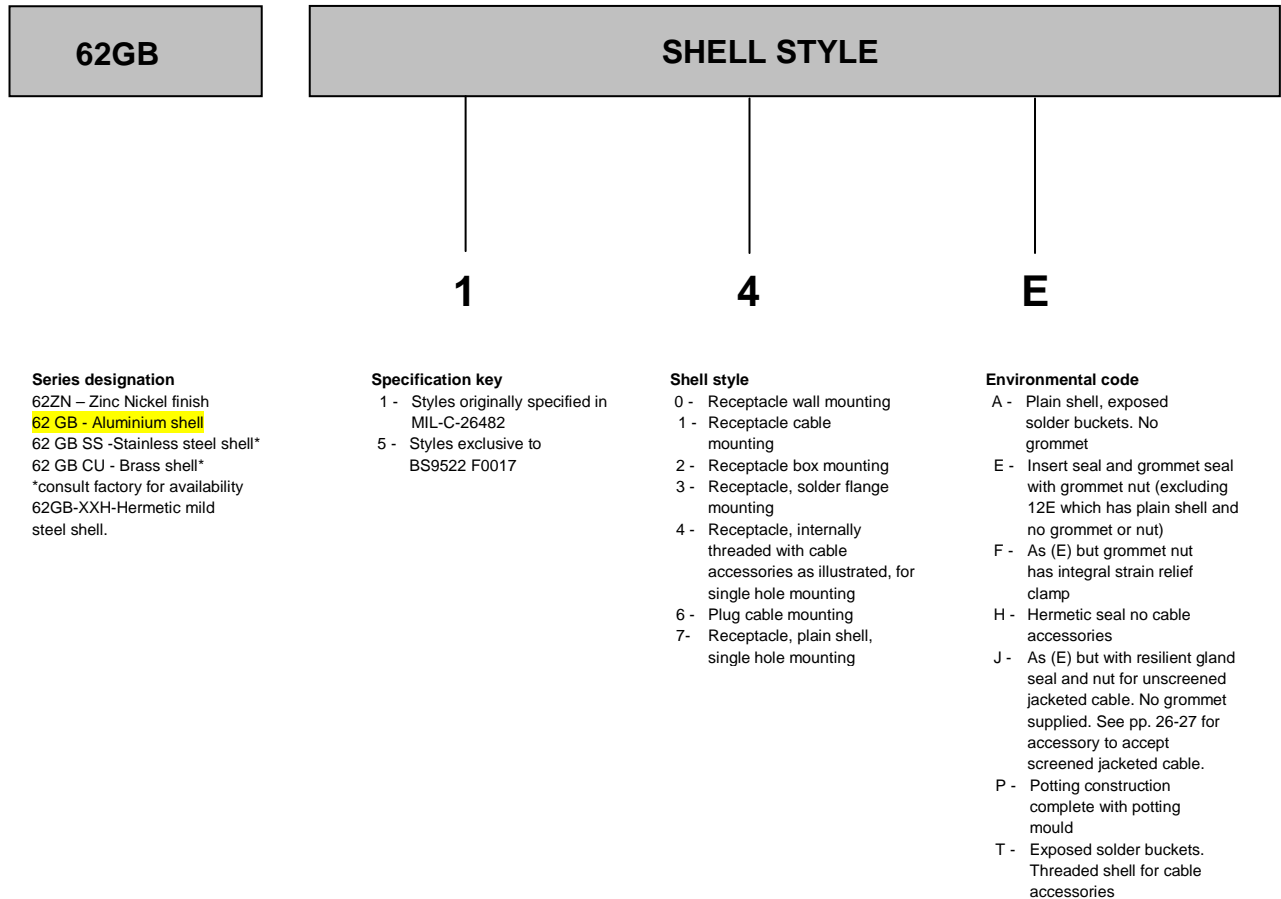 62GB
SHELL STYLE
1
4
E
Series designation
62ZN – Zinc Nickel finish
62 GB - Aluminium shell
62 GB SS -Stainless steel shell*
62 GB CU - Brass shell*
*consult factory for availability
62GB-XXH-Hermetic mild
steel shell.
Specification key
1 - Styles originally specified in
MIL-C-26482
5 - Styles exclusive to
BS9522 F0017
Shell style
0 - Receptacle wall mounting
1 - Receptacle cable
mounting
2 - Receptacle box mounting
3 - Receptacle, solder flange
mounting
4 - Receptacle, internally
threaded with cable
accessories as illustrated, for
single hole mounting
6 - Plug cable mounting
7- Receptacle, plain shell,
single hole mounting
Environmental code
A - Plain shell, exposed
solder buckets. No
grommet
E - Insert seal and grommet seal
with grommet nut (excluding
12E which has plain shell and
no grommet or nut)
F - As (E) but grommet nut
has integral strain relief
clamp
H - Hermetic seal no cable
accessories
J - As (E) but with resilient gland
seal and nut for unscreened
jacketed cable. No grommet
supplied. See pp. 26-27 for
accessory to accept
screened jacketed cable.
P - Potting construction
complete with potting
mould
T - Exposed solder buckets.
Threaded shell for cable
accessories